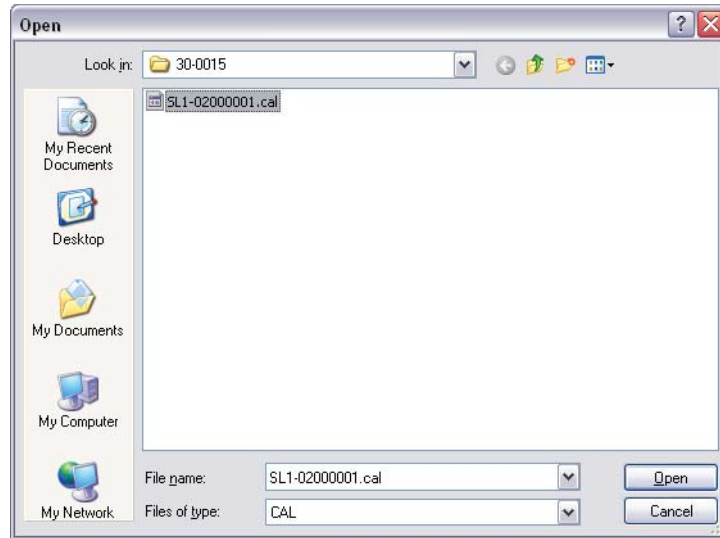 Open
Look in: 30-0015
SL1-02000001.cal
My Recent
Documents
Desktop
My Documents
My Computer
My Network
File name: SL1-02000001.cal Open
Files of type: CAL Cancel